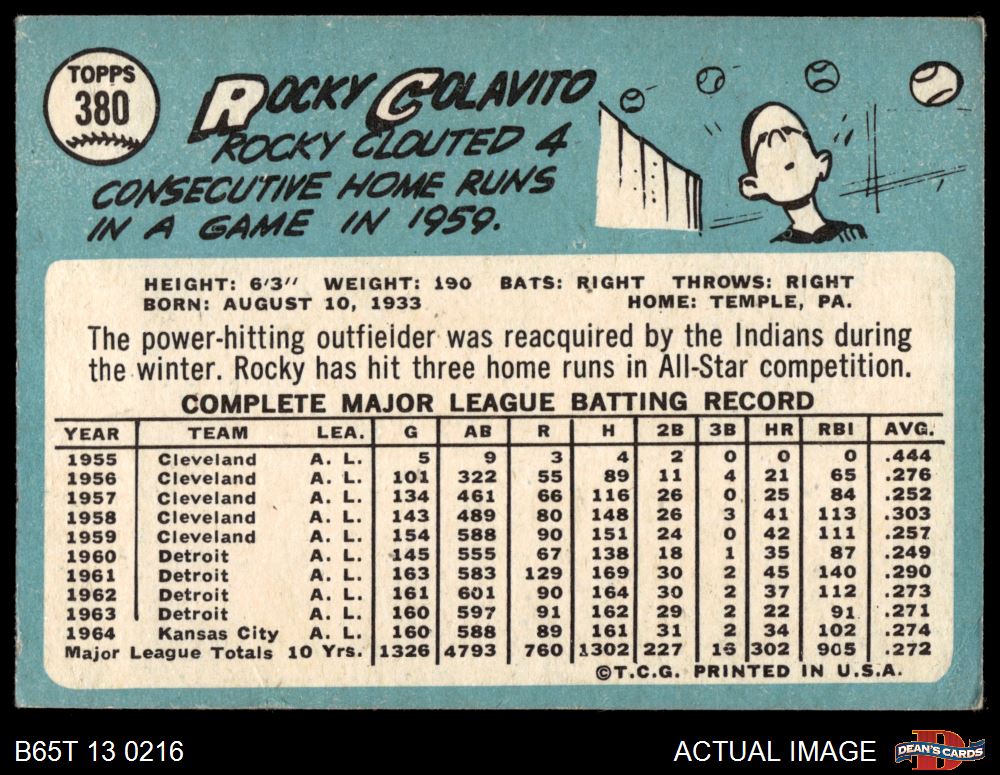 TOPPS
380
ROCKY COLAVITO
ROCKY CLOUTED 4
CONSECUTIVE HOME RUNS
IN A GAME IN 1959.
HEIGHT: 6'3" WEIGHT: 190 BATS: RIGHT THROWS: RIGHT
BORN: AUGUST 10, 1933 HOME: TEMPLE, PA.
The power-hitting outfielder was reacquired by the Indians during
the winter. Rocky has hit three home runs in All-Star competition.
COMPLETE MAJOR LEAGUE BATTING RECORD
YEAR TEAM LEA. G AB R H 2B 3B HR RBI AVG.
1955 Cleveland A. L. 5 9 3 4 2 0 0 0 .444
1956 Cleveland A. L. 101 322 55 89 11 4 21 65 .276
1957 Cleveland A. L. 134 461 66 116 26 0 25 84 .252
1958 Cleveland A. L. 143 489 80 148 26 3 41 113 .303
1959 Cleveland A. L. 154 588 90 151 24 0 42 111 .257
1960 Detroit A. L. 145 555 67 138 18 1 35 87 .249
1961 Detroit A. L. 163 583 129 169 30 2 45 140 .290
1962 Detroit A. L. 161 601 90 164 30 2 37 112 .273
1963 Detroit A. L. 160 597 91 162 29 2 22 91 .271
1964 Kansas City A. L. 160 588 89 161 31 2 34 102 .274
Major League Totals 10 Yrs. 1326 4793 760 1302 227 16 302 905 .272
©T.C.G. PRINTED IN U.S.A.
B65T 13 0216 ACTUAL IMAGE DEAN'S CARDS